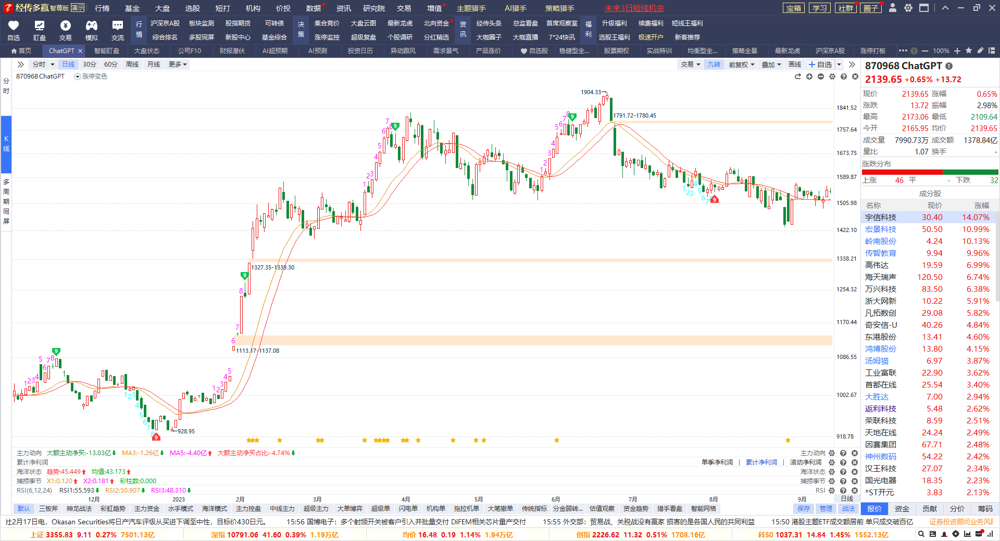 经传多赢 智尊版 演示 行情 基金 大盘 选股 短打 机构 价投 数据 资讯 研究院 交易 增值 主题猎手 AI猎手 策略猎手 未来3日短线机会 宝箱 学习 社群 圈子
自选 盯盘 交易 模拟 交流
行情 沪深京A股 板块监测 股指期货 可转债 决策 集合竞价 大盘云图 最新龙虎 北向资金 资讯 经传头条 总监看盘 首席观察室 福利 升级福利 续费福利 短线王福利
综合排名 多股同屏 新股中心 基金综合 涨停监控 超级复盘 个股调研 分红精选 大咖圈子 大咖直播 7*24快讯 选股王福利 极速开户 新客推荐
首页 ChatGPT 智能盯盘 大盘状态 公司F10 财报潜伏 AI超预期 AI预测 投资日历 异动跟风 需求景气 产品涨价 自选股 稳健型全... 股票期权 实战特训 均衡型全... 策略全景 最新龙虎 沪深京A股 涨停打板 100%
分时 日线 30分 60分 周线 月线 更多 交易 九转 前复权 叠加 画线 自选
870968 ChatGPT 涨停变色
分时
K线
多周期同屏
1904.33
1791.72-1780.45
1327.35-1339.30
1113.17-1137.08
928.95
1841.52
1757.64
1673.75
1589.87
1505.98
1422.10
1338.21
1254.32
1170.44
1086.55
1002.67
918.78
主力动向 大额主动净买:-13.03亿 MA3:-1.26亿 MA5:-4.40亿 大额主动净买占比:-4.74% 主力动向
累计净利润 单季净利润 累计净利润 滚动净利润
海洋状态 趋势:45.449 均值:43.173 海洋状态
捕捞季节 X1:0.120 X2:0.181 彩柱数:0.000 捕捞季节
RSI(6,12,24) RSI1:55.593 RSI2:50.907 RSI3:48.310 RSI
12月 2023 2月 3月 4月 5月 6月 7月 8月 9月 日线
默认 三板斧 神龙战法 彩虹趋势 主力资金 水手模式 海洋模式 主力控盘 中线主力 超级主力 大单博弈 超级单 闪电单 机构单 拖拉机单 大笔撤单 传统指标 分金弱转... 估值观察 资金趋势 猎手看盘 智能网格 保存 管理 战法
870968 ChatGPT
2139.65 +0.65% +13.72
现价 2139.65 涨幅 0.65%
涨跌 13.72 振幅 2.98%
最高 2173.06 最低 2109.64
今开 2165.95 均价 2139.65
成交量 7990.73万 成交额 1378.84亿
量比 1.07 换手 -
涨跌分布
上涨 46 平 - 下跌 32
成分股
名称 现价 涨幅
宇信科技 30.40 14.07%
宏景科技 50.50 10.99%
岭南股份 4.24 10.13%
传智教育 9.94 9.96%
高伟达 19.59 6.99%
海天瑞声 120.50 6.74%
万兴科技 83.50 6.38%
浙大网新 10.22 5.91%
凡拓数创 29.08 5.82%
奇安信-U 40.26 4.84%
东港股份 13.41 4.60%
鸿博股份 13.80 4.15%
汤姆猫 6.97 3.87%
工业富联 22.90 3.62%
首都在线 25.54 3.40%
大胜达 7.00 2.94%
返利科技 5.48 2.62%
荣联科技 8.59 2.51%
天地在线 24.24 2.49%
因赛集团 67.71 2.48%
神州数码 54.22 2.42%
汉王科技 27.07 2.34%
国光电器 18.35 2.23%
*ST开元 3.83 2.13%
报价 资金 贡献 分价 筹码
社2月17日电，Okasan Securities将日产汽车评级从买进下调至中性，目标价430日元。 15:56 国博电子：多个射频开关被客户引入并批量交付 DiFEM相关芯片量产交付 15:55 外交部：贸易战、关税战没有赢家 损害的是各国人民的共同利益 15:50 港股主题ETF成交额居前 单只成交破百亿 证券投资顾问业务风
上证 3355.83 9.11 0.27% 7501.13亿 深指 10791.06 41.60 0.39% 1.19万亿 均价 16.48 0.19 1.14% 1.94万亿 创指 2226.62 11.32 0.51% 1708.16亿 科50 1037.31 14.84 1.45% 1552.13亿